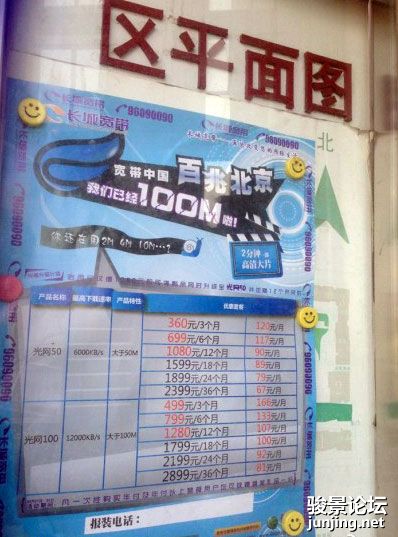 区平面图
北
长城宽带 96090090
长城宽带 96090090
宽带中国 百兆北京
我们已经100M啦!
你还在用2M 4M 10M…?
2分钟一部
高清大片
产品名称 最高下载速率 产品特性 优惠套餐
光网50 6000KB/s 大于50M
360元/3个月 120元/月
699元/6个月 117元/月
1080元/12个月 90元/月
1599元/18个月 89元/月
1899元/24个月 79元/月
2399元/36个月 67元/月
光网100 12000KB/s 大于100M
499元/3个月 166元/月
799元/6个月 133元/月
1280元/12个月 107元/月
1799元/18个月 100元/月
2199元/24个月 92元/月
2899元/36个月 81元/月
报装电话:
骏景论坛
junjing.net